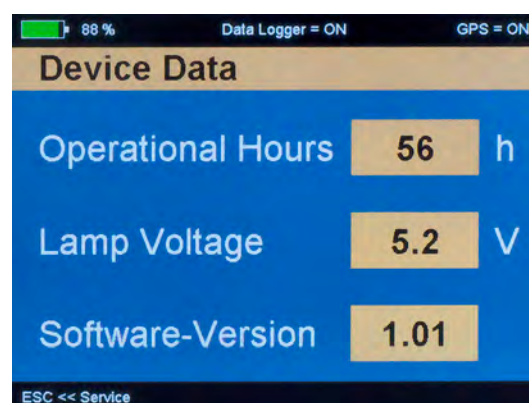 88 % Data Logger = ON GPS = ON
Device Data
Operational Hours 56 h
Lamp Voltage 5.2 V
Software-Version 1.01
ESC << Service